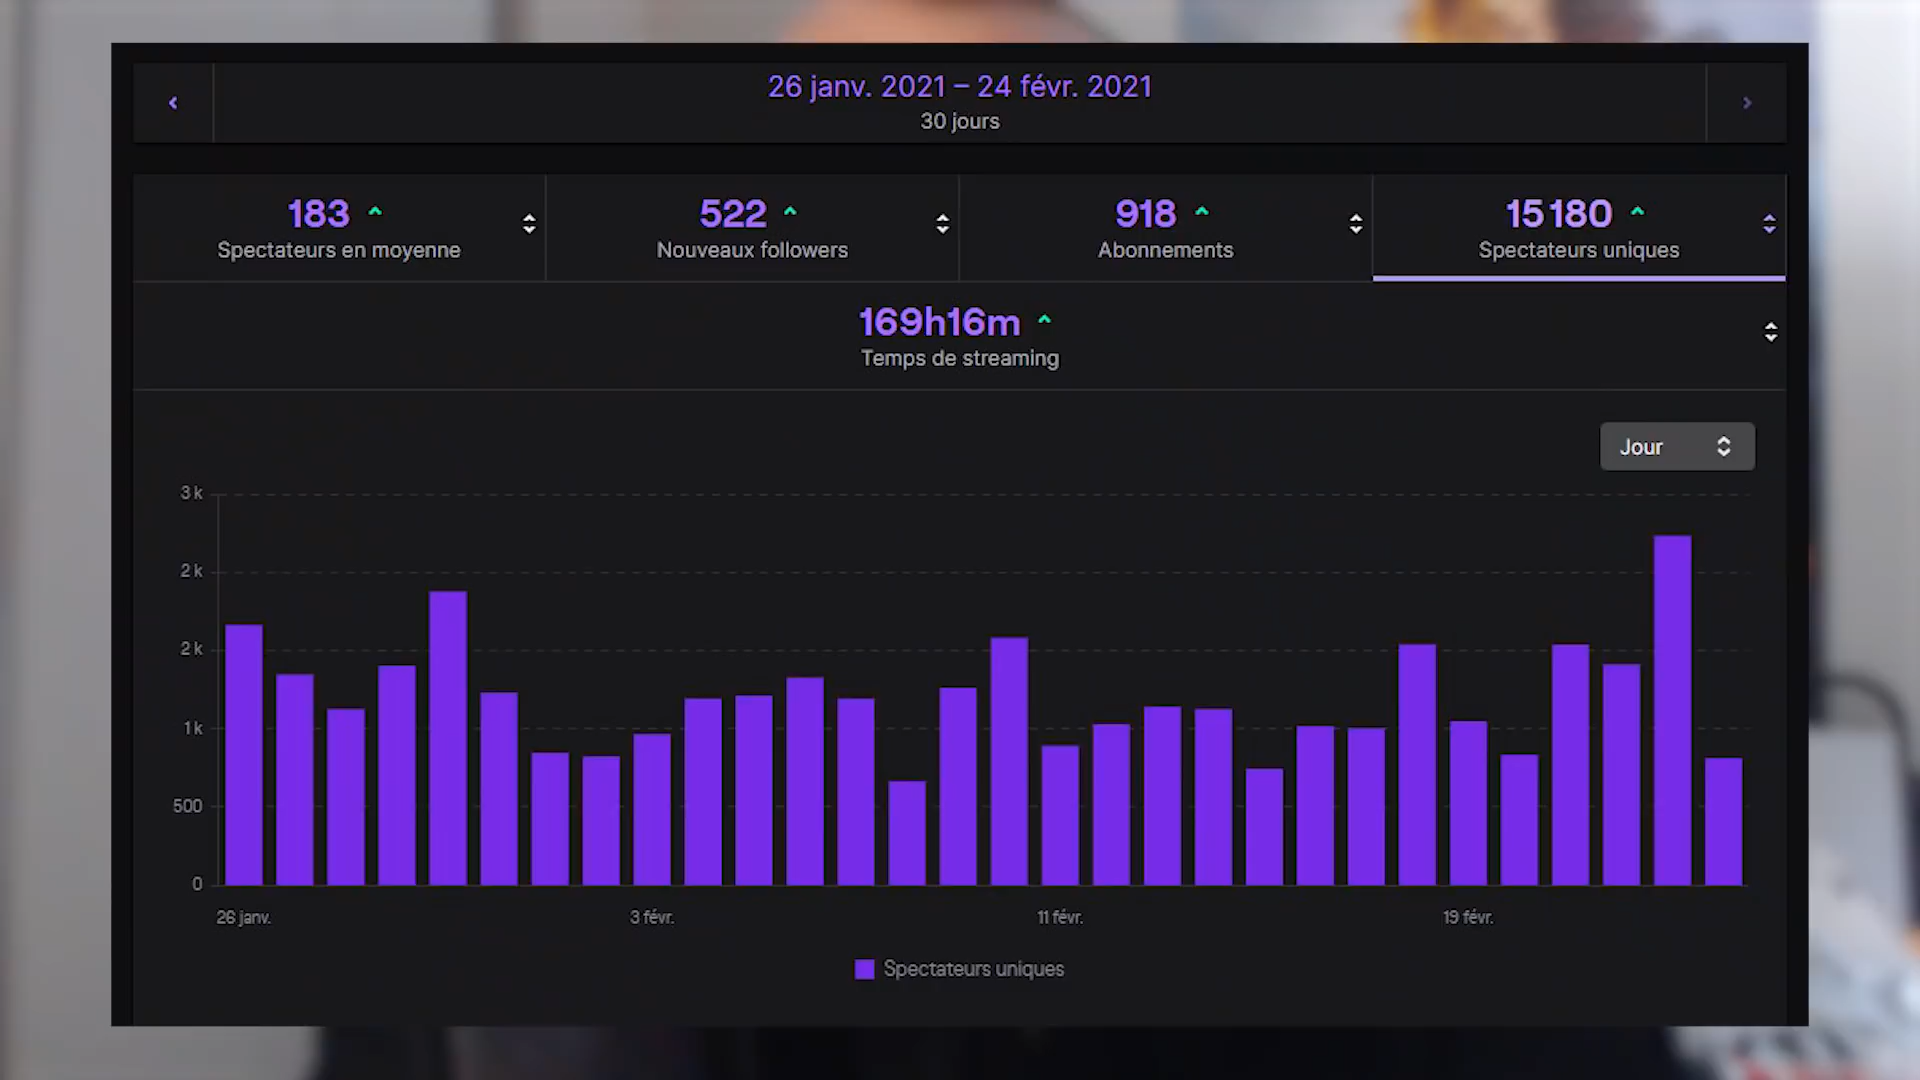 26 janv. 2021 – 24 févr. 2021
30 jours
183
Spectateurs en moyenne
522
Nouveaux followers
918
Abonnements
15 180
Spectateurs uniques
169h16m
Temps de streaming
Jour
3 k
2 k
2 k
1 k
500
0
26 janv.
3 févr.
11 févr.
19 févr.
Spectateurs uniques